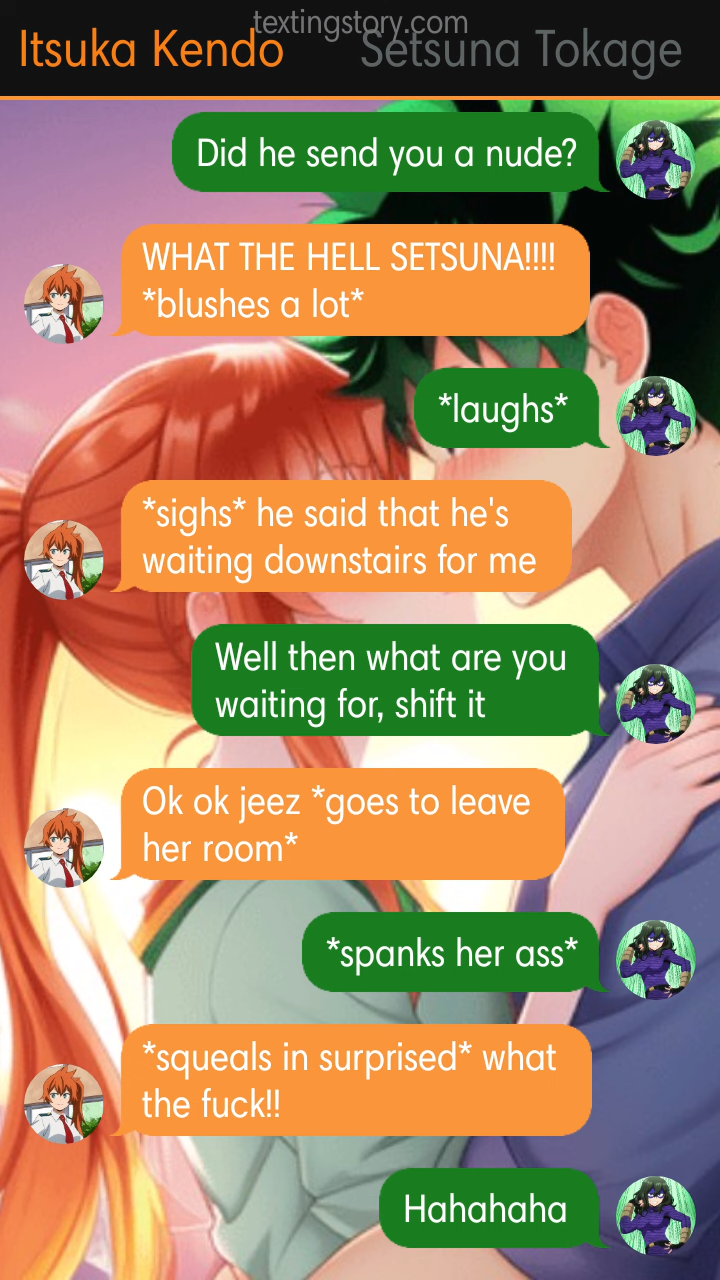 textingstory.com
Itsuka Kendo Setsuna Tokage
Did he send you a nude?
WHAT THE HELL SETSUNA!!!!
*blushes a lot*
*laughs*
*sighs* he said that he's
waiting downstairs for me
Well then what are you
waiting for, shift it
Ok ok jeez *goes to leave
her room*
*spanks her ass*
*squeals in surprised* what
the fuck!!
Hahahaha